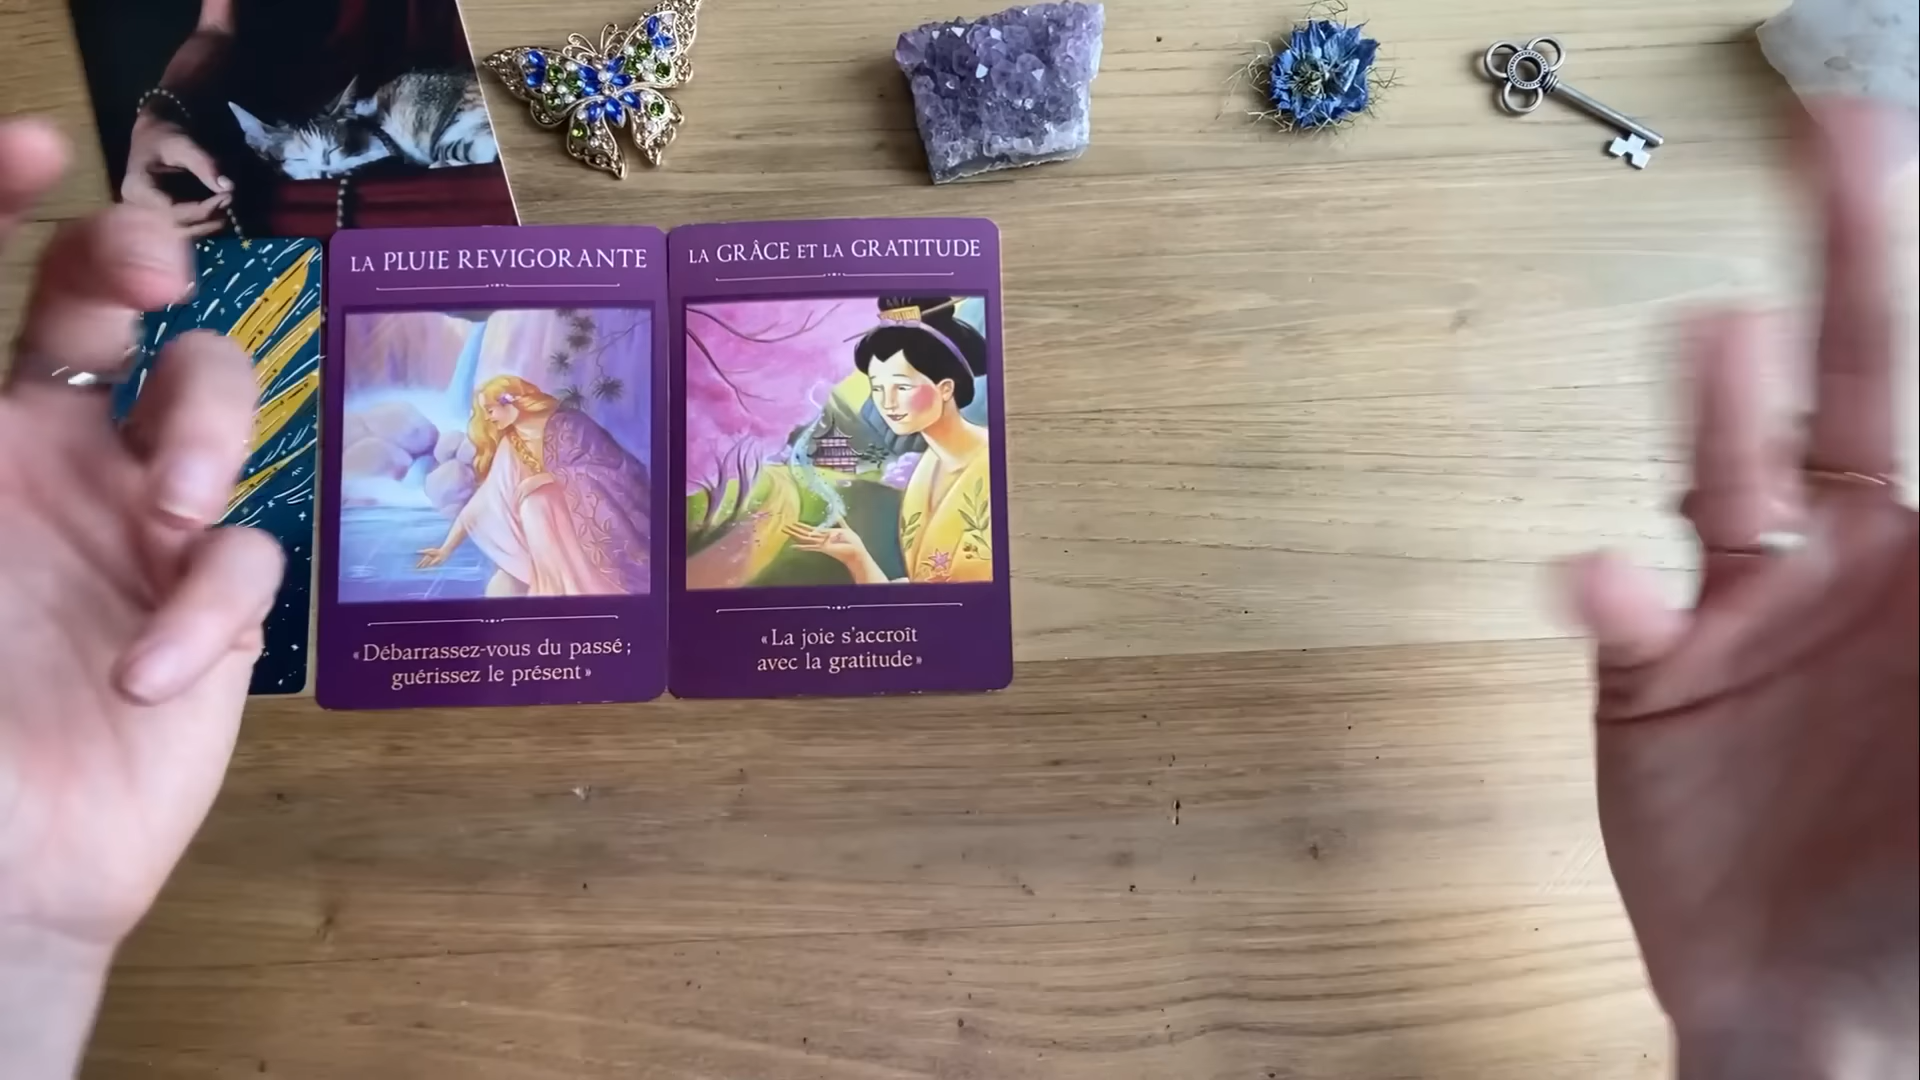 LA PLUIE REVIGORANTE
«Débarrassez-vous du passé;
guérissez le présent»
LA GRÂCE ET LA GRATITUDE
«La joie s'accroît
avec la gratitude»